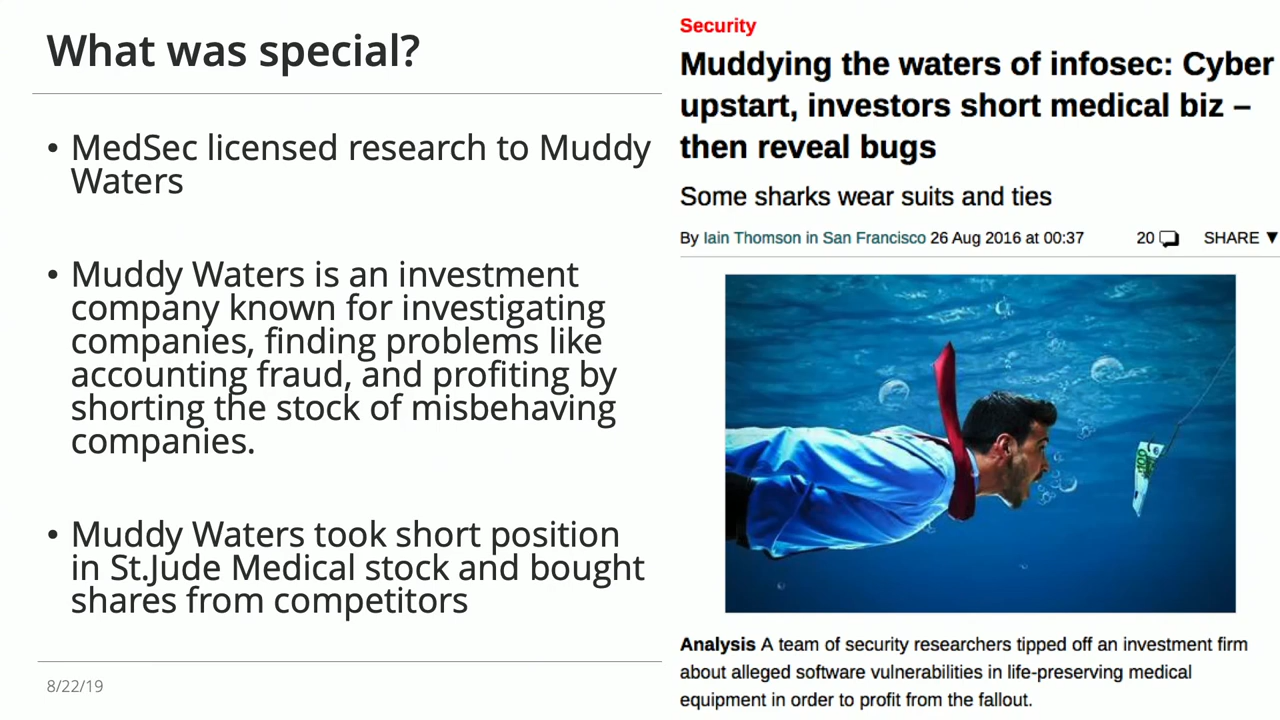 What was special?
• MedSec licensed research to Muddy
Waters
• Muddy Waters is an investment
company known for investigating
companies, finding problems like
accounting fraud, and profiting by
shorting the stock of misbehaving
companies.
• Muddy Waters took short position
in St.Jude Medical stock and bought
shares from competitors
8/22/19
Security
Muddying the waters of infosec: Cyber
upstart, investors short medical biz –
then reveal bugs
Some sharks wear suits and ties
By Iain Thomson in San Francisco 26 Aug 2016 at 00:37 20 SHARE ▼
100
Analysis A team of security researchers tipped off an investment firm
about alleged software vulnerabilities in life-preserving medical
equipment in order to profit from the fallout.